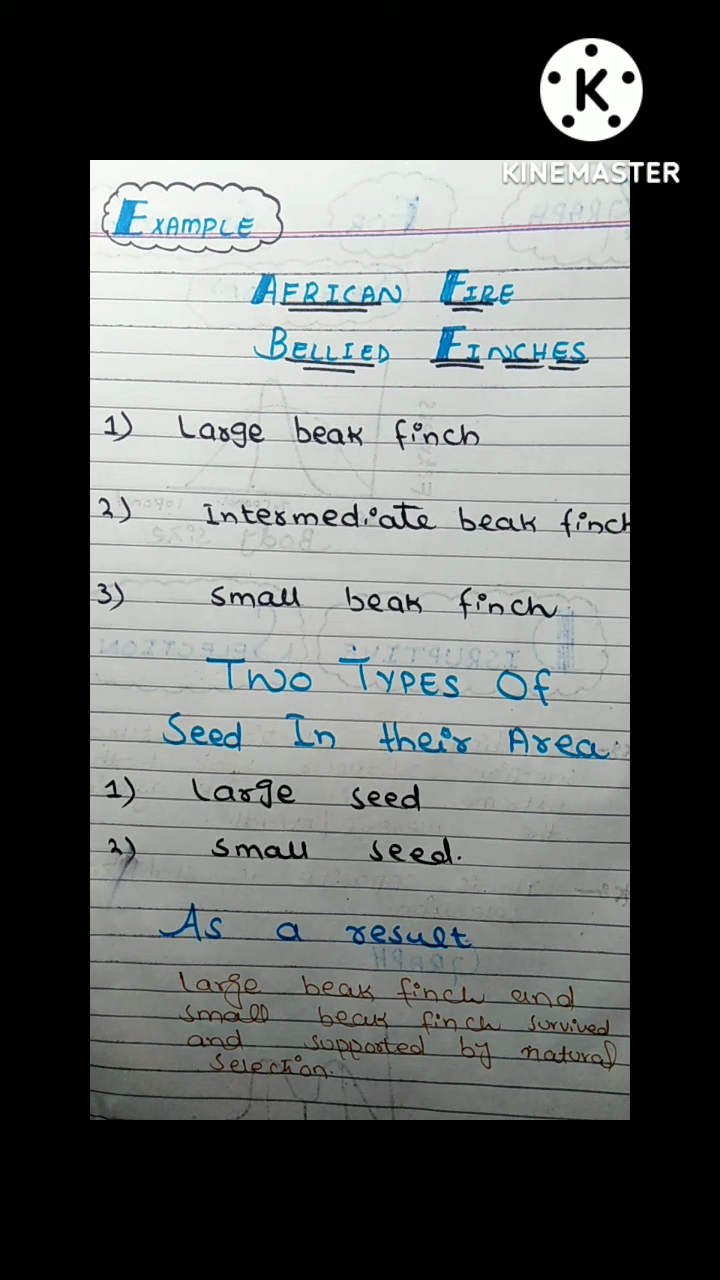 K
KINEMASTER
EXAMPLE
AFRICAN FIRE
BELLIED FINCHES
1) Large beak finch
2) Intermediate beak finch
3) small beak finch
TWO TYPES Of
Seed In their Area.
1) large seed
2) small seed.
As a result
large beak finch and
small beak finch survived
and supported by natural
selection.